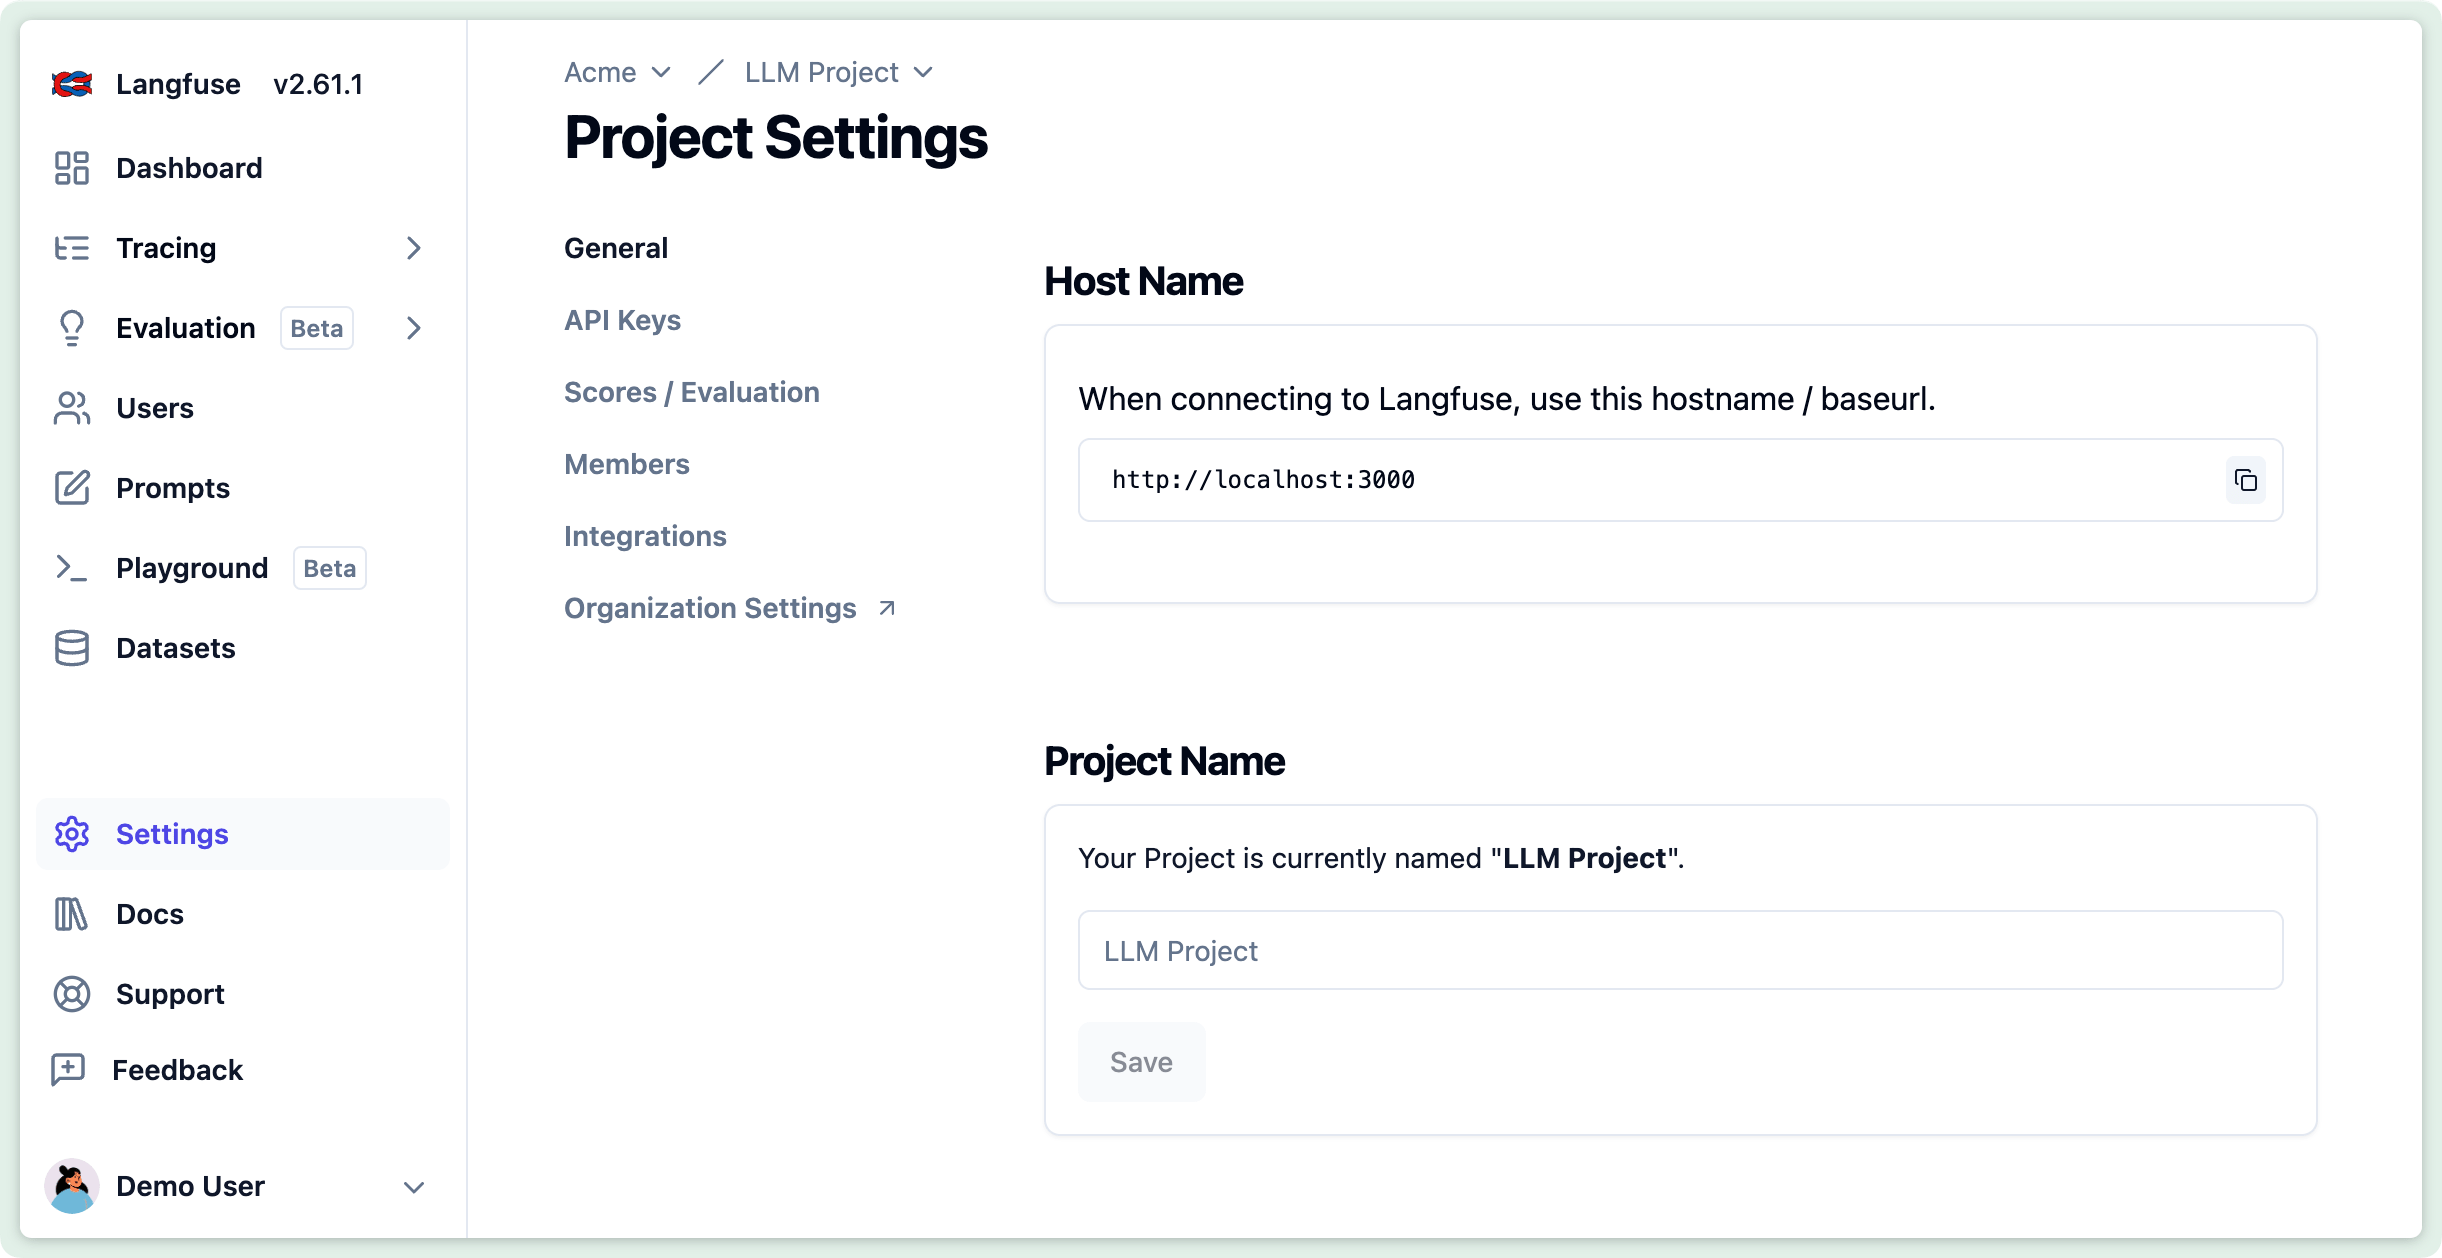 Langfuse v2.61.1
Dashboard
Tracing
Evaluation Beta
Users
Prompts
Playground Beta
Datasets
Settings
Docs
Support
Feedback
Demo User
Acme / LLM Project
Project Settings
General
API Keys
Scores / Evaluation
Members
Integrations
Organization Settings
Host Name
When connecting to Langfuse, use this hostname / baseurl.
http://localhost:3000
Project Name
Your Project is currently named "LLM Project".
LLM Project
Save